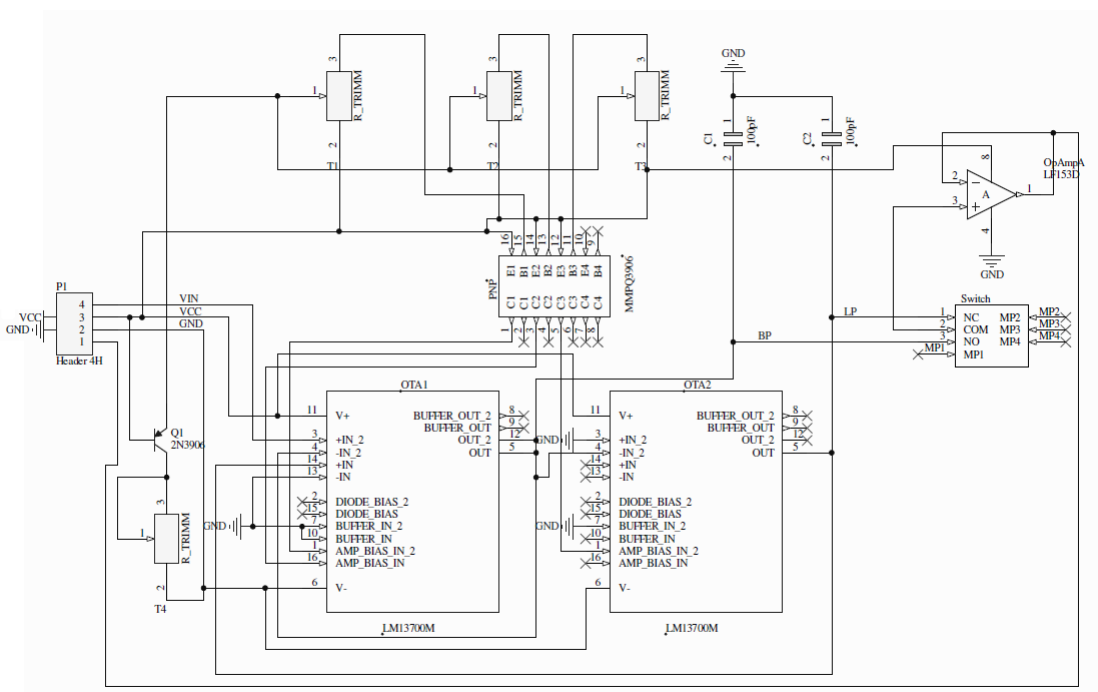 GND
3
3
3
1
1
1
R_TRIMM
R_TRIMM
R_TRIMM
2
2
2
T1
T2
T3
1
1
C1
100pF
C2
100pF
2
2
8
OpAmpA
LF153D
2
A
1
3
4
GND
16
15
14
13
12
11
10
9
E1
B1
E2
B2
E3
B3
E4
B4
PNP
MMPQ3906
C1
C1
C2
C2
C3
C3
C4
C4
1
2
3
4
5
6
7
8
P1
4
VIN
VCC
3
VCC
GND
2
GND
1
Header 4H
Switch
LP
1
NC
MP2
MP2
2
COM
MP3
MP3
BP
3
NO
MP4
MP4
MP1
MP1
OTA1
OTA2
11
V+
BUFFER_OUT_2
8
BUFFER_OUT
9
3
+IN_2
OUT_2
12
4
-IN_2
OUT
5
14
+IN
13
-IN
2
DIODE_BIAS_2
15
DIODE_BIAS
GND
7
BUFFER_IN_2
10
BUFFER_IN
1
AMP_BIAS_IN_2
16
AMP_BIAS_IN
6
V-
LM13700M
11
V+
BUFFER_OUT_2
8
BUFFER_OUT
9
GND
3
+IN_2
OUT_2
12
4
-IN_2
OUT
5
14
+IN
13
-IN
2
DIODE_BIAS_2
15
DIODE_BIAS
GND
7
BUFFER_IN_2
10
BUFFER_IN
1
AMP_BIAS_IN_2
16
AMP_BIAS_IN
6
V-
LM13700M
Q1
2N3906
3
1
R_TRIMM
2
T4